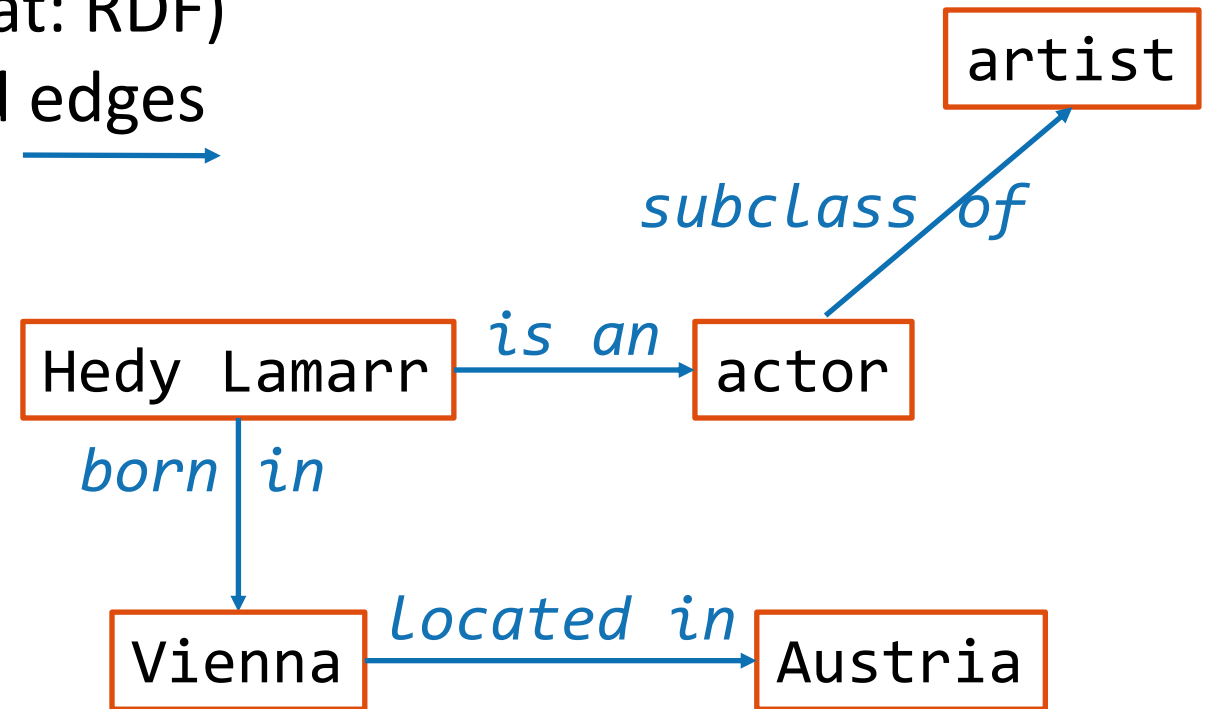 at: RDF)
edges
artist
subclass of
Hedy Lamarr
is an
actor
born in
Vienna
located in
Austria